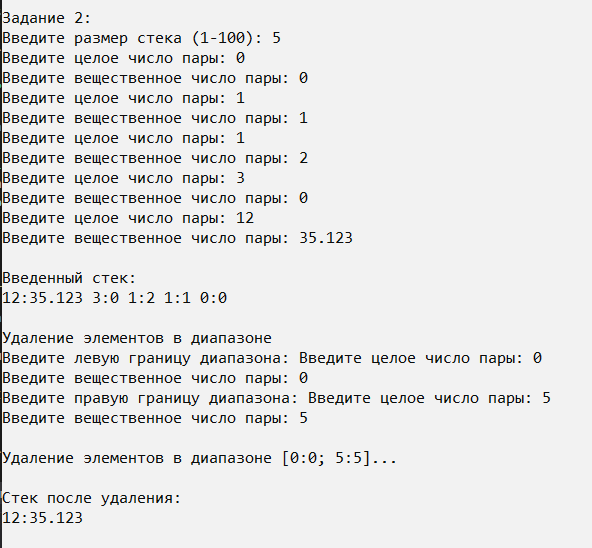 Задание 2:
Введите размер стека (1-100): 5
Введите целое число пары: 0
Введите вещественное число пары: 0
Введите целое число пары: 1
Введите вещественное число пары: 1
Введите целое число пары: 1
Введите вещественное число пары: 2
Введите целое число пары: 3
Введите вещественное число пары: 0
Введите целое число пары: 12
Введите вещественное число пары: 35.123
Введенный стек:
12:35.123 3:0 1:2 1:1 0:0
Удаление элементов в диапазоне
Введите левую границу диапазона: Введите целое число пары: 0
Введите вещественное число пары: 0
Введите правую границу диапазона: Введите целое число пары: 5
Введите вещественное число пары: 5
Удаление элементов в диапазоне [0:0; 5:5]...
Стек после удаления:
12:35.123